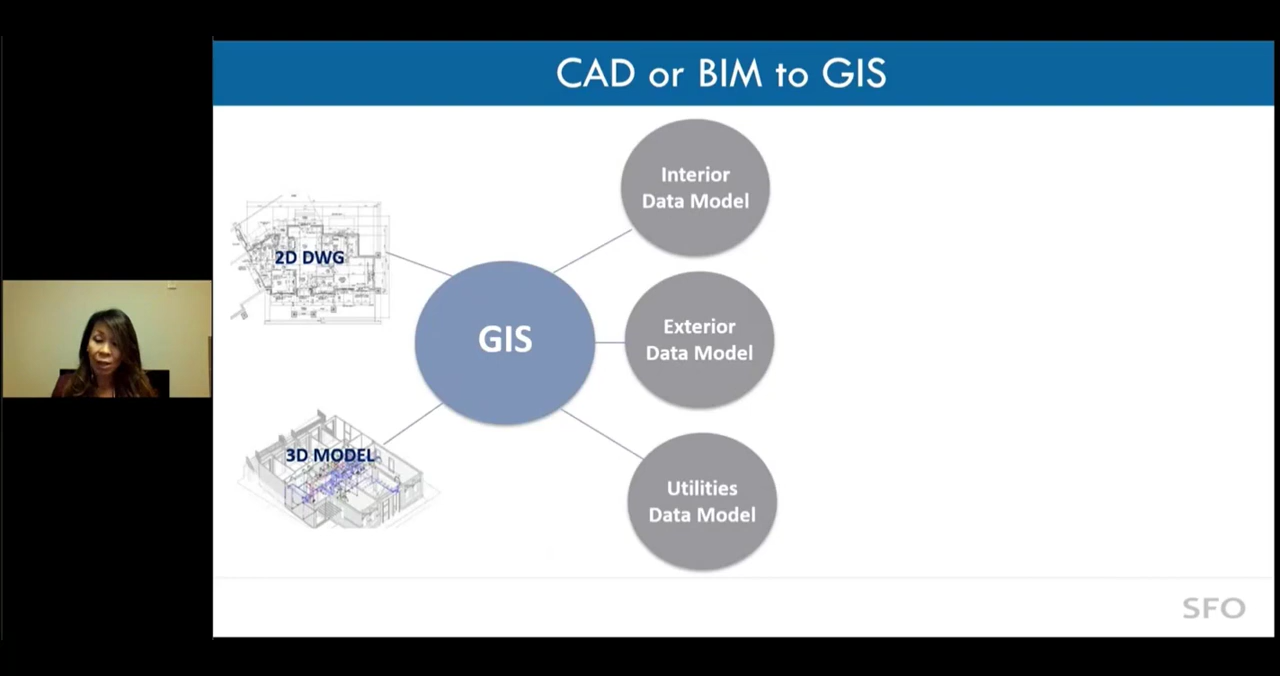 CAD or BIM to GIS
Interior
Data Model
2D DWG
GIS
Exterior
Data Model
3D MODEL
Utilities
Data Model
SFO